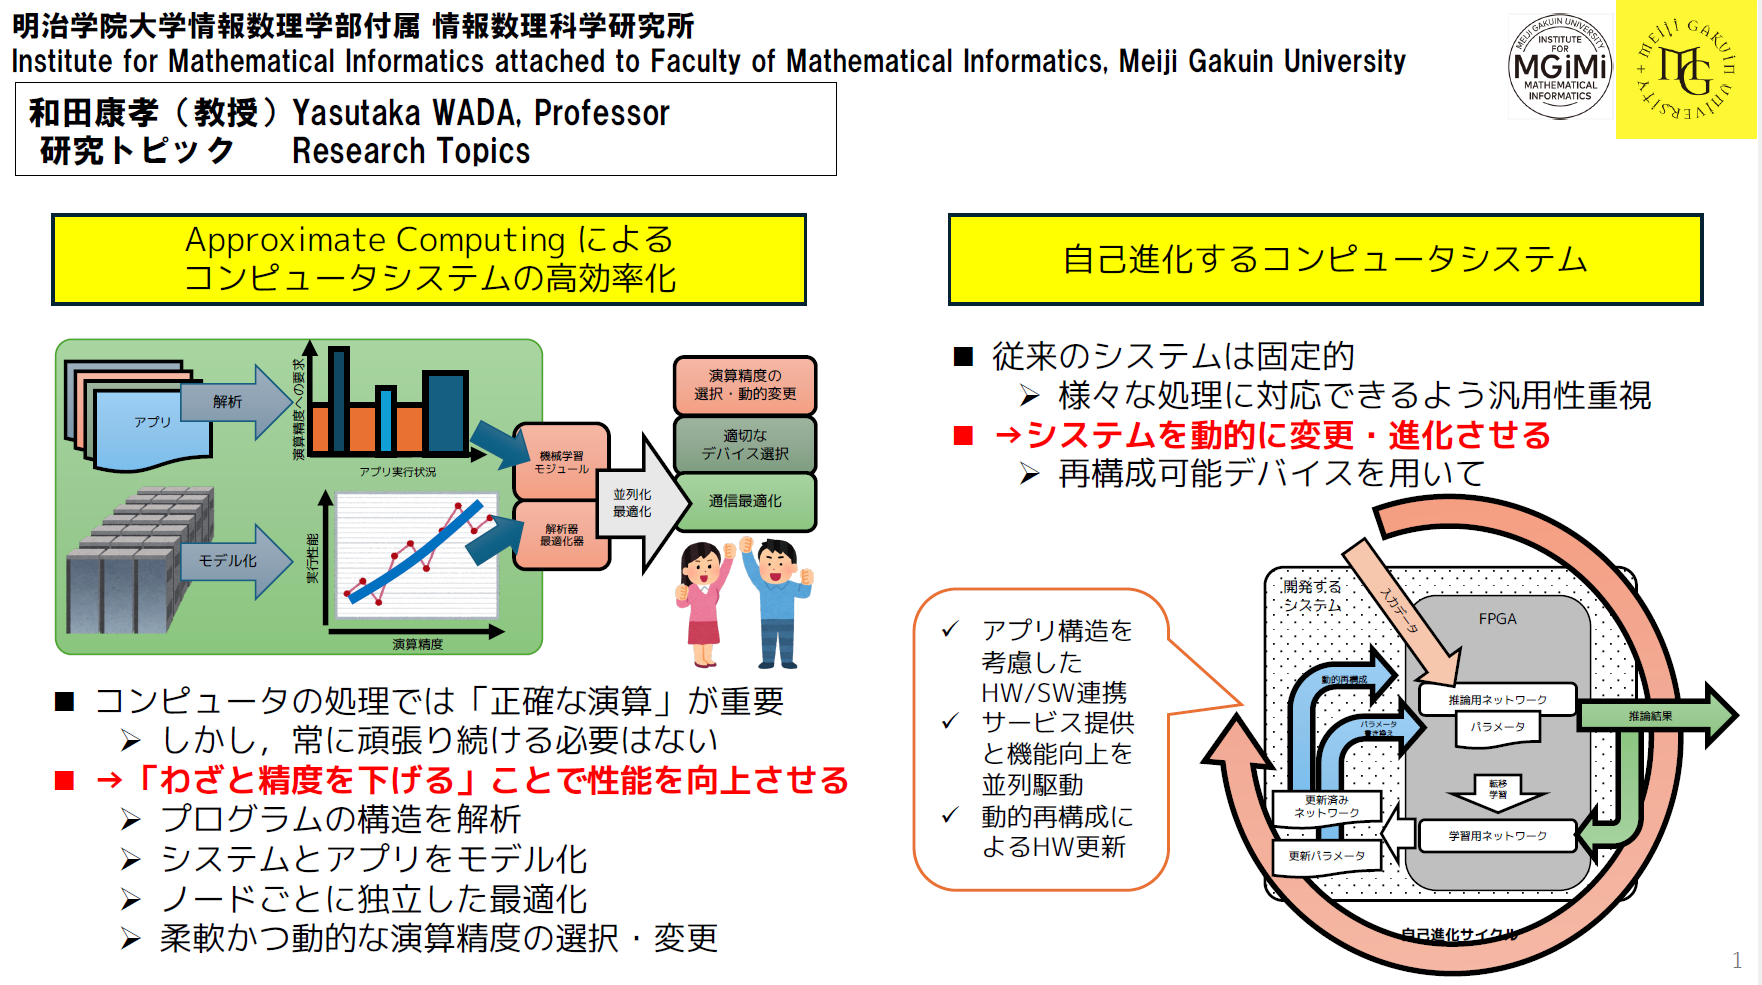 明治学院大学情報数理学部付属 情報数理科学研究所
Institute for Mathematical Informatics attached to Faculty of Mathematical Informatics, Meiji Gakuin University
和田康孝（教授）Yasutaka WADA, Professor
研究トピック Research Topics
MEIJI GAKUIN UNIVERSITY
INSTITUTE
FOR
MGiMi
MATHEMATICAL
INFORMATICS
MEIJI GAKUIN UNIVERSITY
MG
Approximate Computing による
コンピュータシステムの高効率化
アプリ
解析
演算精度への要求
アプリ実行状況
モデル化
実行性能
演算精度
機械学習
モジュール
解析器
最適化器
並列化
最適化
演算精度の
選択・動的変更
適切な
デバイス選択
通信最適化
■ コンピュータの処理では「正確な演算」が重要
➢ しかし，常に頑張り続ける必要はない
■ →「わざと精度を下げる」ことで性能を向上させる
➢ プログラムの構造を解析
➢ システムとアプリをモデル化
➢ ノードごとに独立した最適化
➢ 柔軟かつ動的な演算精度の選択・変更
自己進化するコンピュータシステム
■ 従来のシステムは固定的
➢ 様々な処理に対応できるよう汎用性重視
■ →システムを動的に変更・進化させる
➢ 再構成可能デバイスを用いて
✓ アプリ構造を
考慮した
HW/SW連携
✓ サービス提供
と機能向上を
並列駆動
✓ 動的再構成に
よるHW更新
開発する
システム
入力データ
FPGA
動的再構成
パラメータ
書き換え
推論用ネットワーク
パラメータ
推論結果
転移
学習
更新済み
ネットワーク
学習用ネットワーク
更新パラメータ
自己進化サイクル
1